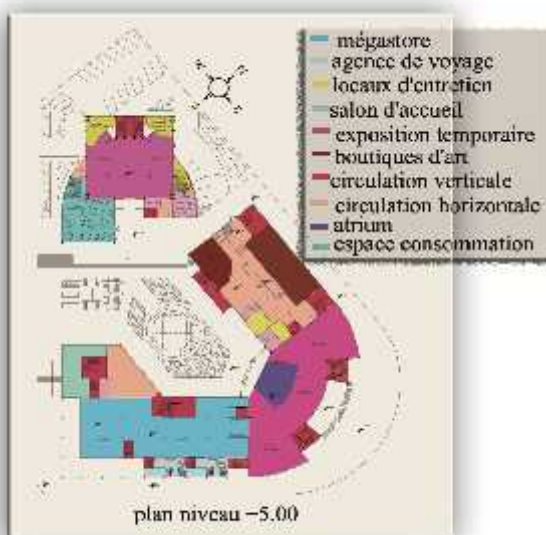 mégastore
agence de voyage
locaux d'entretien
salon d'accueil
exposition temporaire
boutiques d'art
circulation verticale
circulation horizontale
atrium
espace consommation
plan niveau -5.00